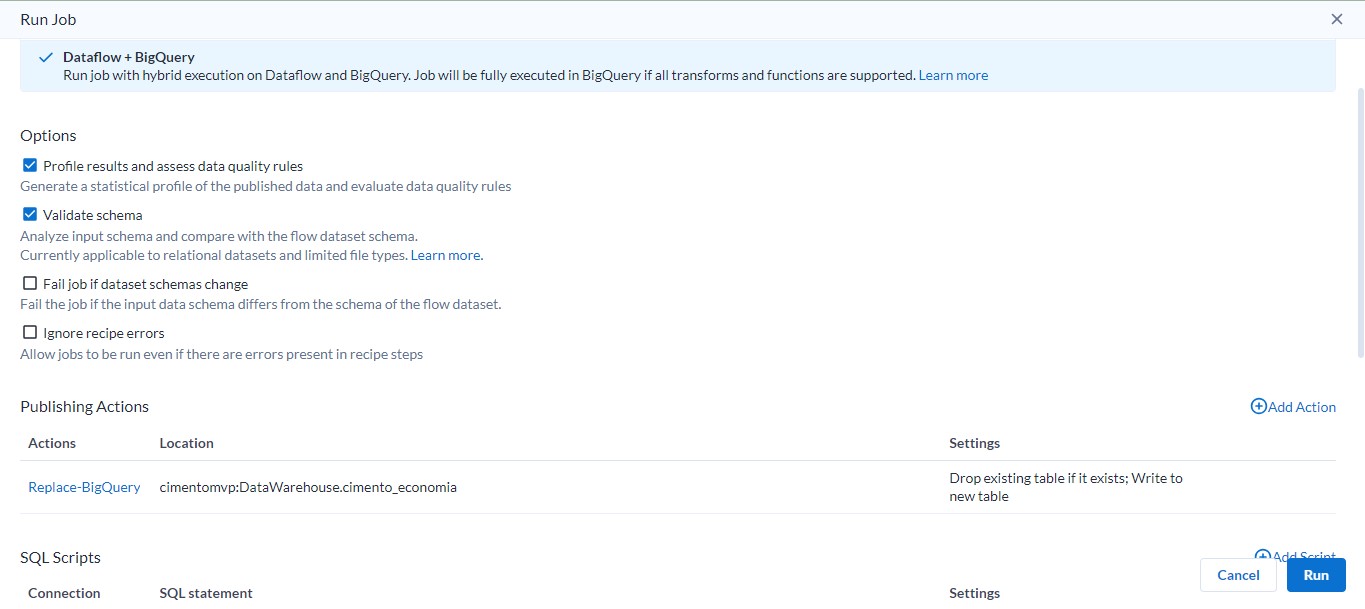 Run Job
Dataflow + BigQuery
Run job with hybrid execution on Dataflow and BigQuery. Job will be fully executed in BigQuery if all transforms and functions are supported. Learn more
Options
Profile results and assess data quality rules
Generate a statistical profile of the published data and evaluate data quality rules
Validate schema
Analyze input schema and compare with the flow dataset schema.
Currently applicable to relational datasets and limited file types. Learn more.
Fail job if dataset schemas change
Fail the job if the input data schema differs from the schema of the flow dataset.
Ignore recipe errors
Allow jobs to be run even if there are errors present in recipe steps
Publishing Actions Add Action
Actions Location Settings
Replace-BigQuery cimentomvp:DataWarehouse.cimento_economia Drop existing table if it exists; Write to
new table
SQL Scripts Add Script
Cancel Run
Connection SQL statement Settings